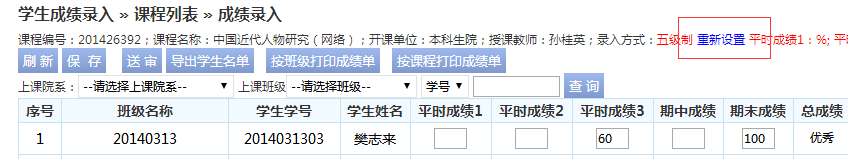 学生成绩录入 » 课程列表 » 成绩录入
课程编号：201426392；课程名称：中国近代人物研究（网络）；开课单位：本科生院；授课教师：孙桂英；录入方式：五级制 重新设置 平时成绩1：%; 平时
刷 新 保 存 送 审 导出学生名单 按班级打印成绩单 按课程打印成绩单
上课院系： --请选择上课院系-- 上课班级 --请选择班级-- 学号 查 询
序号 班级名称 学生学号 学生姓名 平时成绩1 平时成绩2 平时成绩3 期中成绩 期末成绩 总成绩
1 20140313 2014031303 樊志来 60 100 优秀